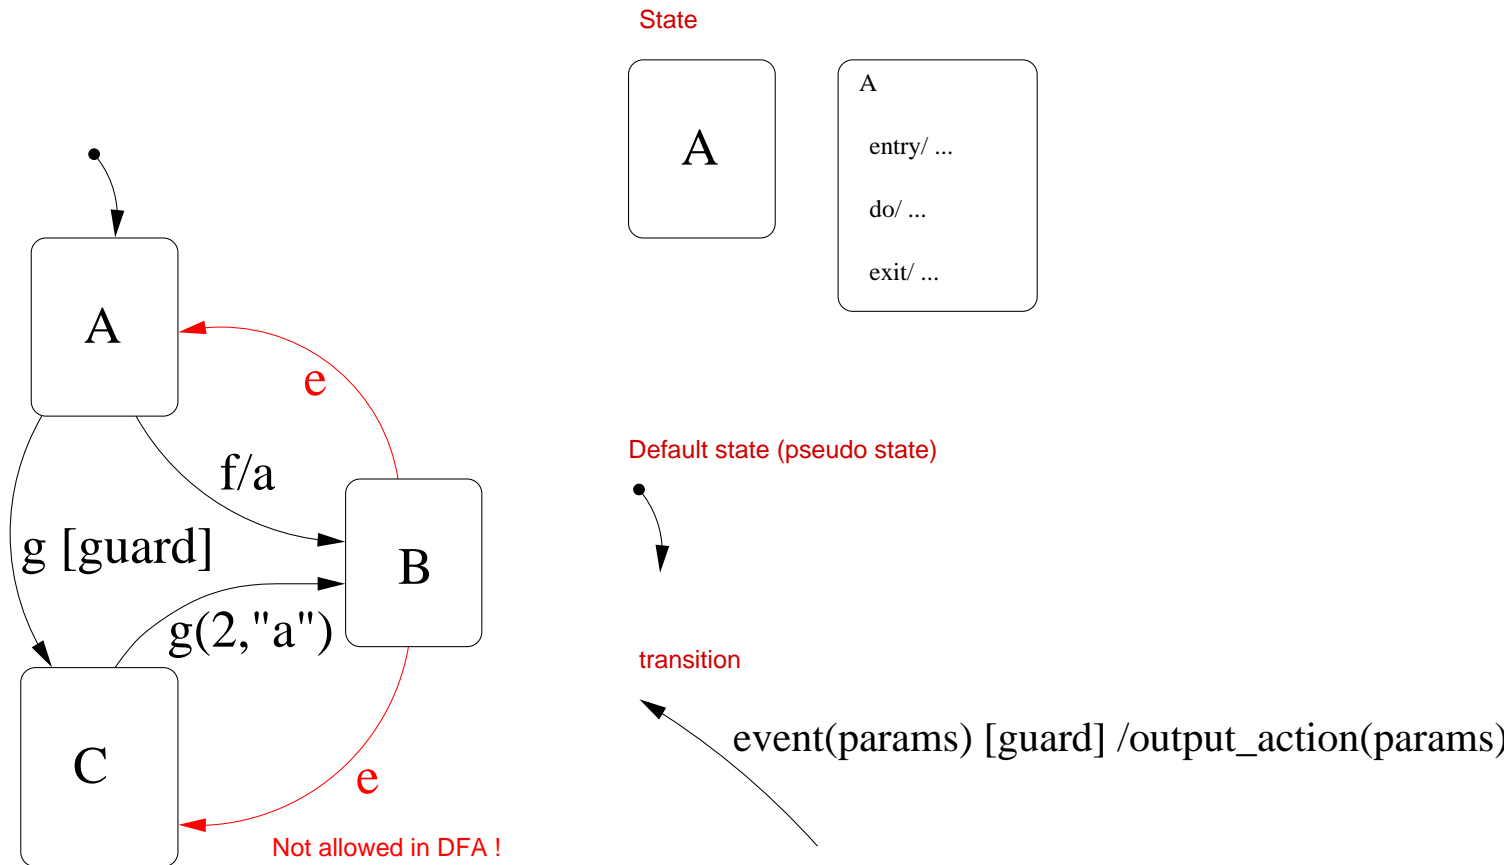 State
A
A
entry/ ...
do/ ...
exit/ ...
A
e
f/a
g [guard]
B
g(2,"a")
C
e
Not allowed in DFA !
Default state (pseudo state)
transition
event(params) [guard] /output_action(params)